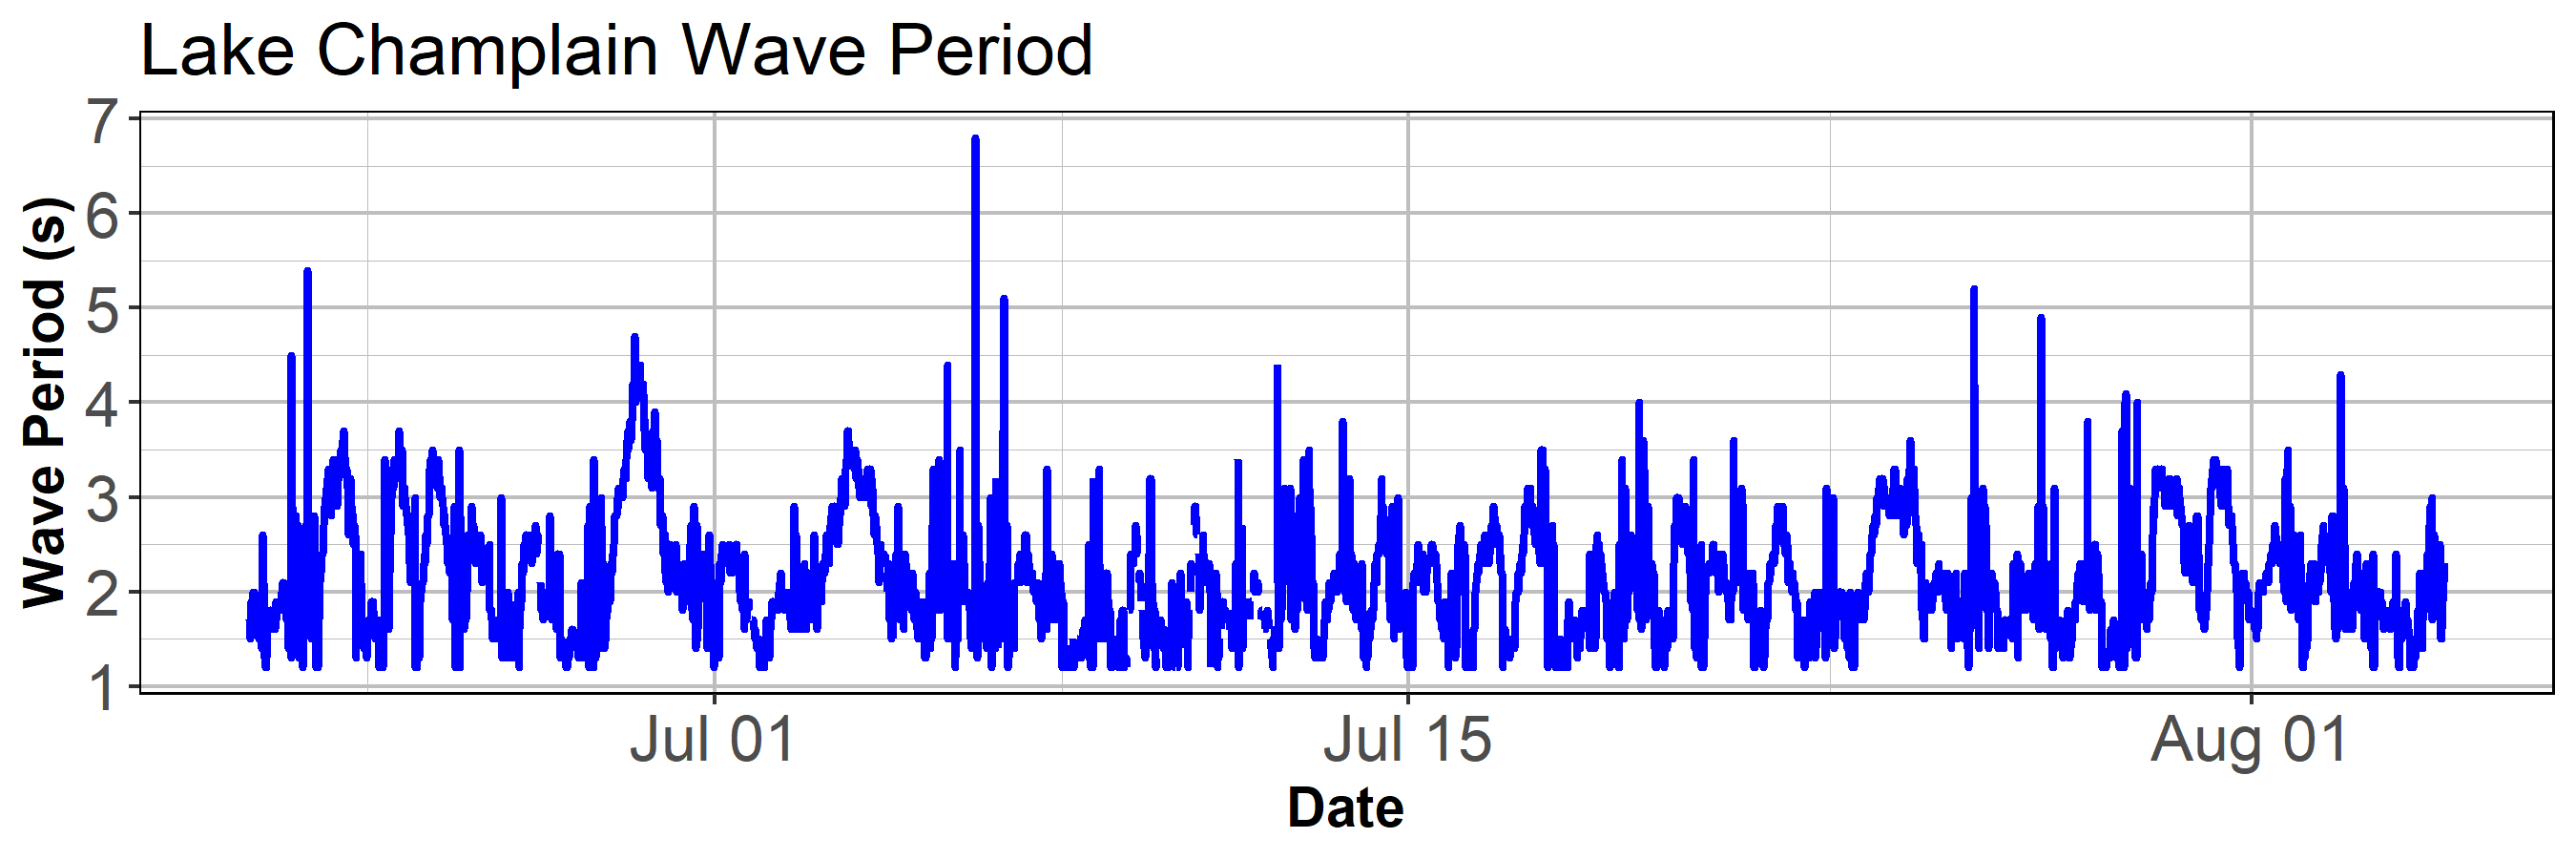 Lake Champlain Wave Period
Wave Period (s)
7
6
5
4
3
2
1
Jul 01
Jul 15
Aug 01
Date